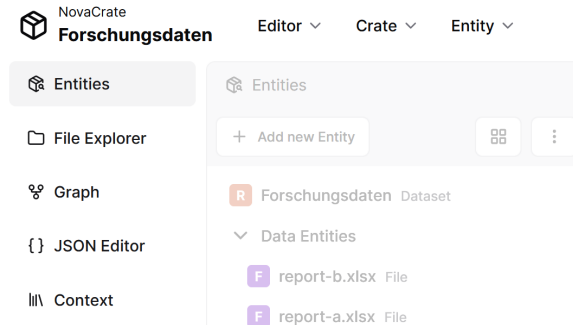 NovaCrate
Forschungsdaten
Editor
Crate
Entity
Entities
File Explorer
Graph
{} JSON Editor
Context
Entities
+ Add new Entity
R Forschungsdaten Dataset
Data Entities
F report-b.xlsx File
F report-a.xlsx File